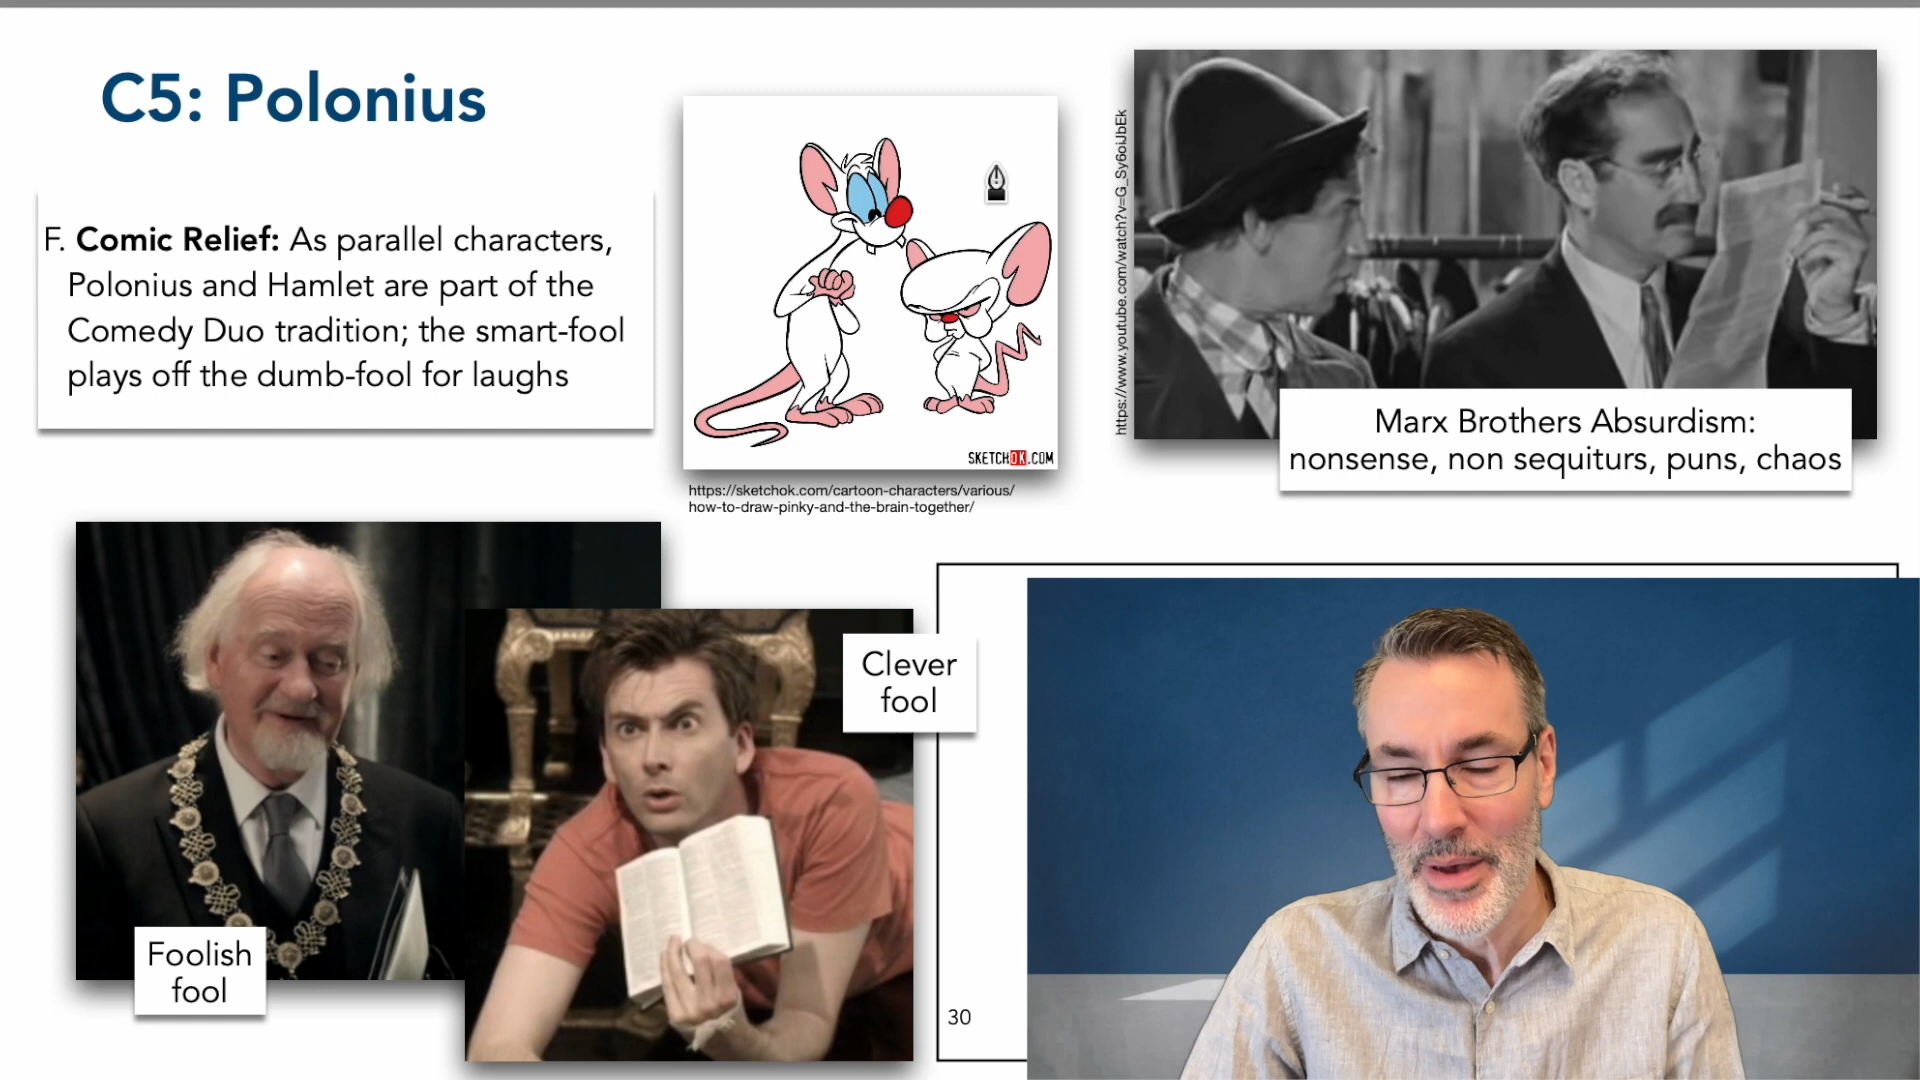 C5: Polonius
F. Comic Relief: As parallel characters,
Polonius and Hamlet are part of the
Comedy Duo tradition; the smart-fool
plays off the dumb-fool for laughs
SKETCHOK.COM
https://sketchok.com/cartoon-characters/various/
how-to-draw-pinky-and-the-brain-together/
https://www.youtube.com/watch?v=G_Sy6oiJbEk
Marx Brothers Absurdism:
nonsense, non sequiturs, puns, chaos
Foolish
fool
Clever
fool
30